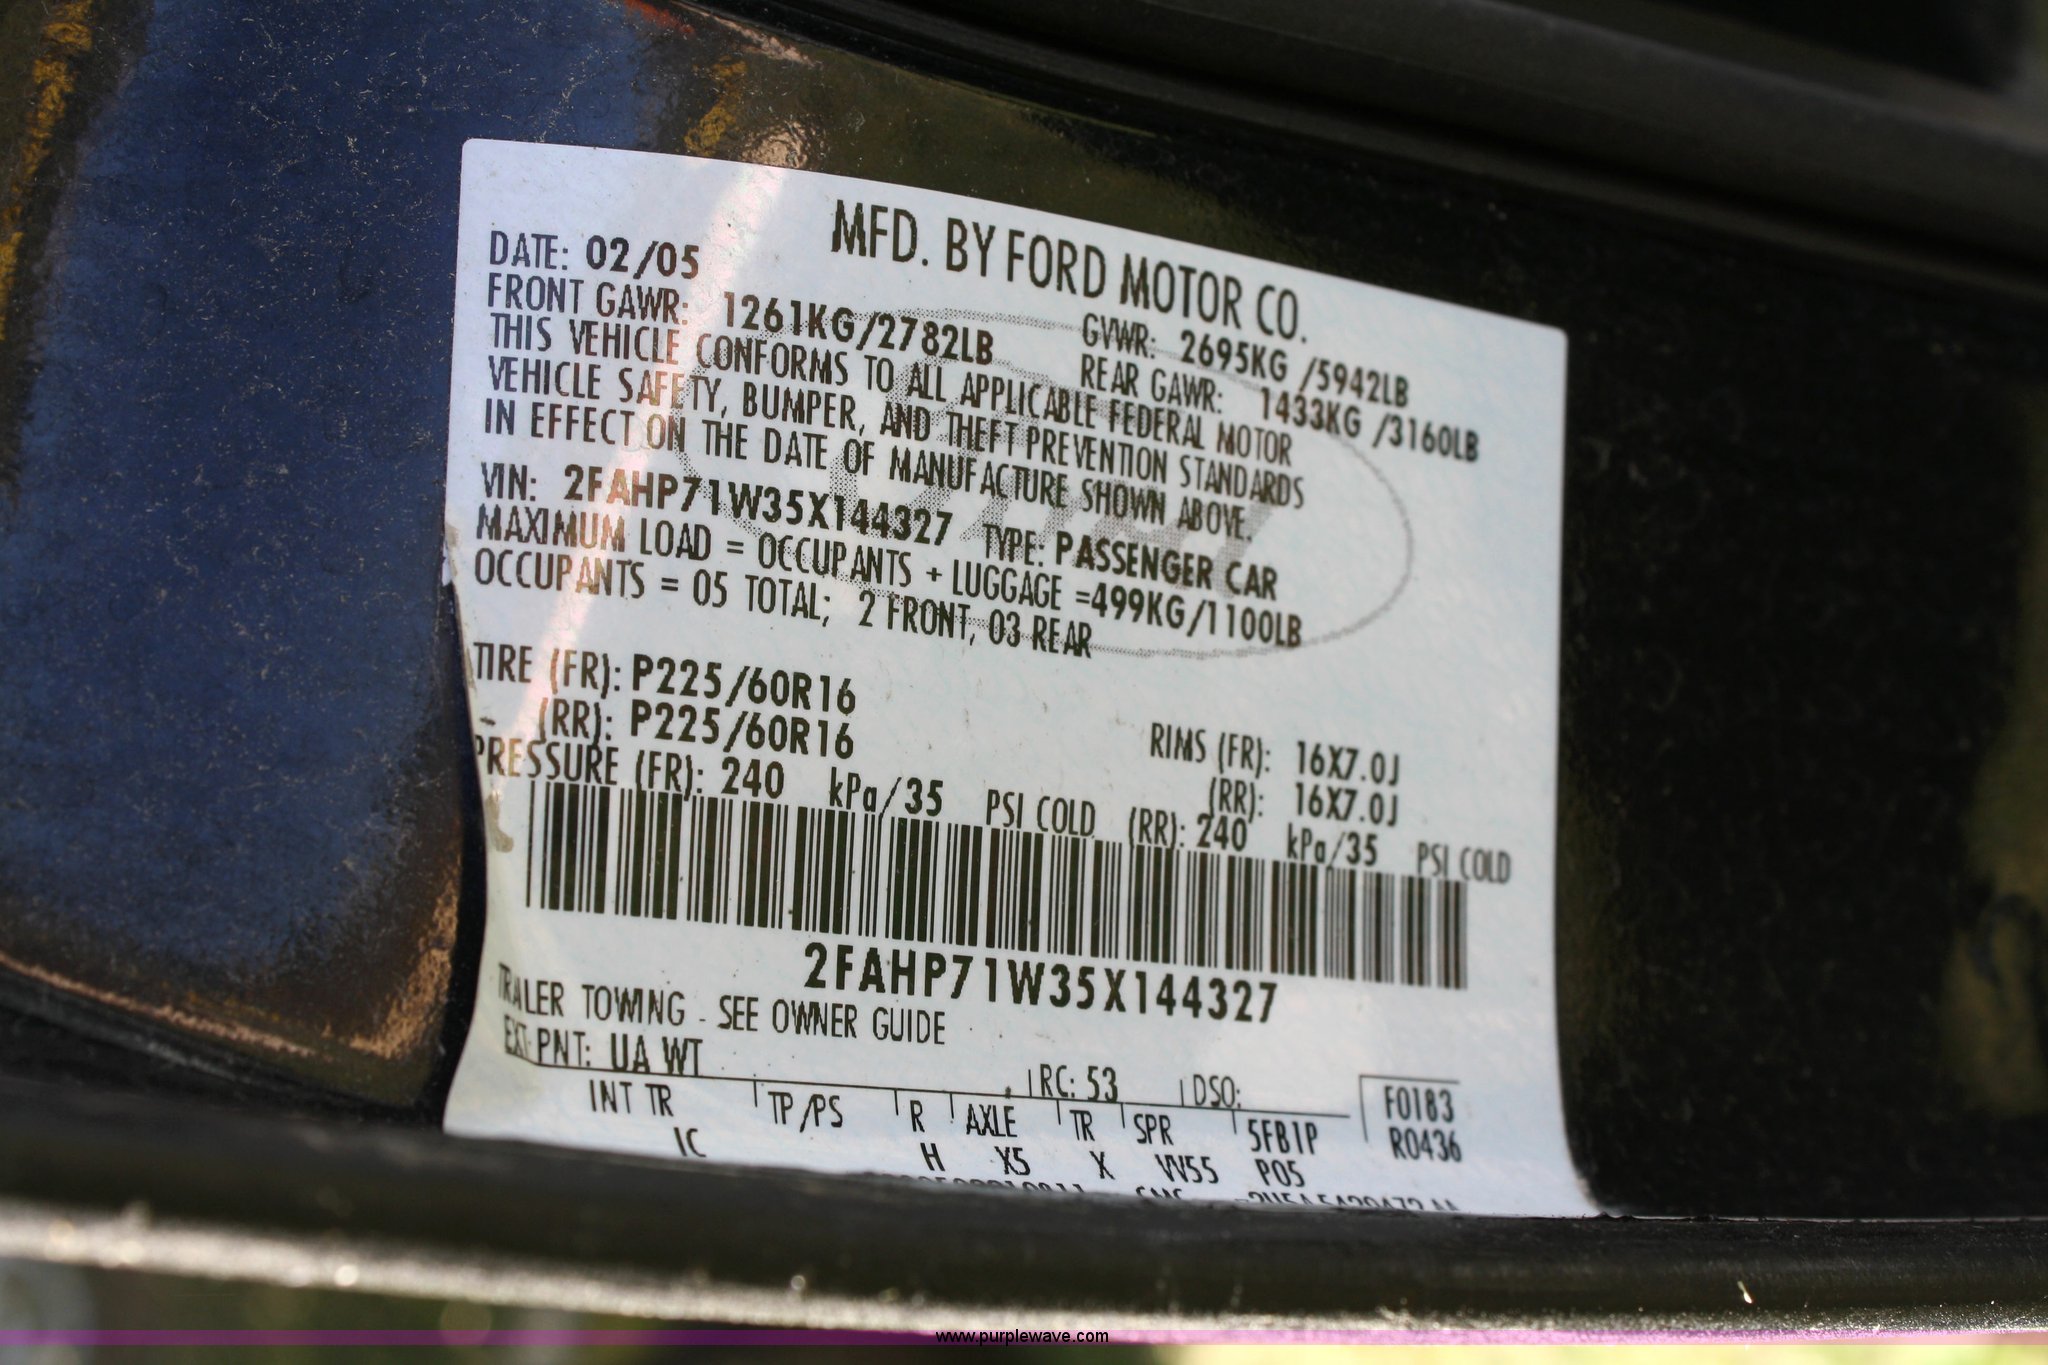 MFD. BY FORD MOTOR CO.
DATE: 02/05 GVWR: 2695KG /5942LB
FRONT GAWR: 1261KG/2782LB REAR GAWR: 1433KG /3160LB
THIS VEHICLE CONFORMS TO ALL APPLICABLE FEDERAL MOTOR
VEHICLE SAFETY, BUMPER, AND THEFT PREVENTION STANDARDS
IN EFFECT ON THE DATE OF MANUFACTURE SHOWN ABOVE.
VIN: 2FAHP71W35X144327 TYPE: PASSENGER CAR
MAXIMUM LOAD = OCCUPANTS + LUGGAGE =499KG/1100LB
OCCUPANTS = 05 TOTAL; 2 FRONT, 03 REAR
TIRE (FR): P225/60R16 RIMS (FR): 16X7.0J
(RR): P225/60R16 (RR): 16X7.0J
PRESSURE (FR): 240 kPa/35 PSI COLD (RR): 240 kPa/35 PSI COLD
2FAHP71W35X144327
TRAILER TOWING - SEE OWNER GUIDE
EXT PNT: UA WT RC: 53 DSO: F0183
INT TR TP/PS R AXLE TR SPR 5FB1P R0436
IC H X5 X VV55 P05
www.purplewave.com